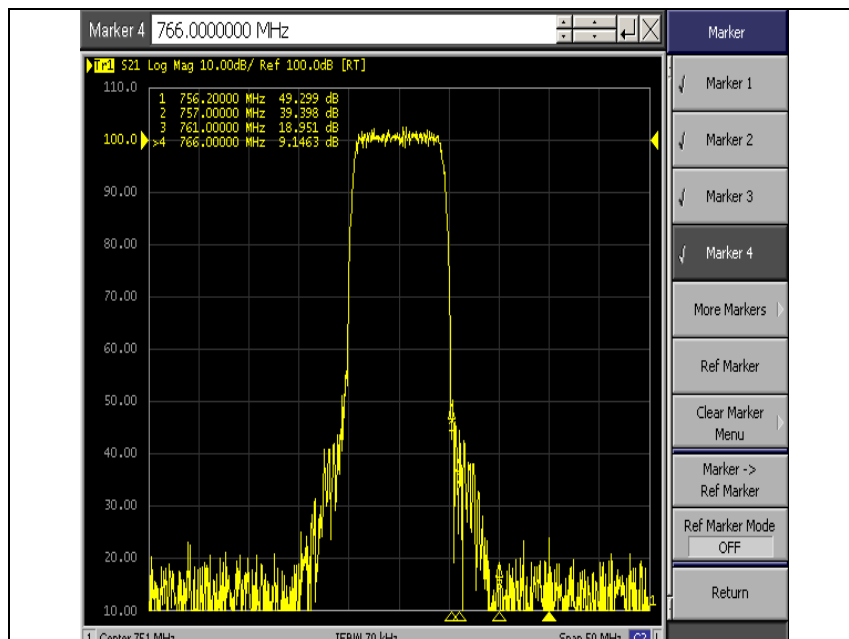 Marker 4 766.0000000 MHz
Marker
Tr1 S21 Log Mag 10.00dB/ Ref 100.0dB [RT]
110.0
100.0
90.00
80.00
70.00
60.00
50.00
40.00
30.00
20.00
10.00
1 756.20000 MHz 49.299 dB
2 757.00000 MHz 39.398 dB
3 761.00000 MHz 18.951 dB
>4 766.00000 MHz 9.1463 dB
1
Marker 1
Marker 2
Marker 3
Marker 4
More Markers
Ref Marker
Clear Marker
Menu
Marker ->
Ref Marker
Ref Marker Mode
OFF
Return
1 Center 751 MHz IFBW 70 kHz Span 50 MHz C2